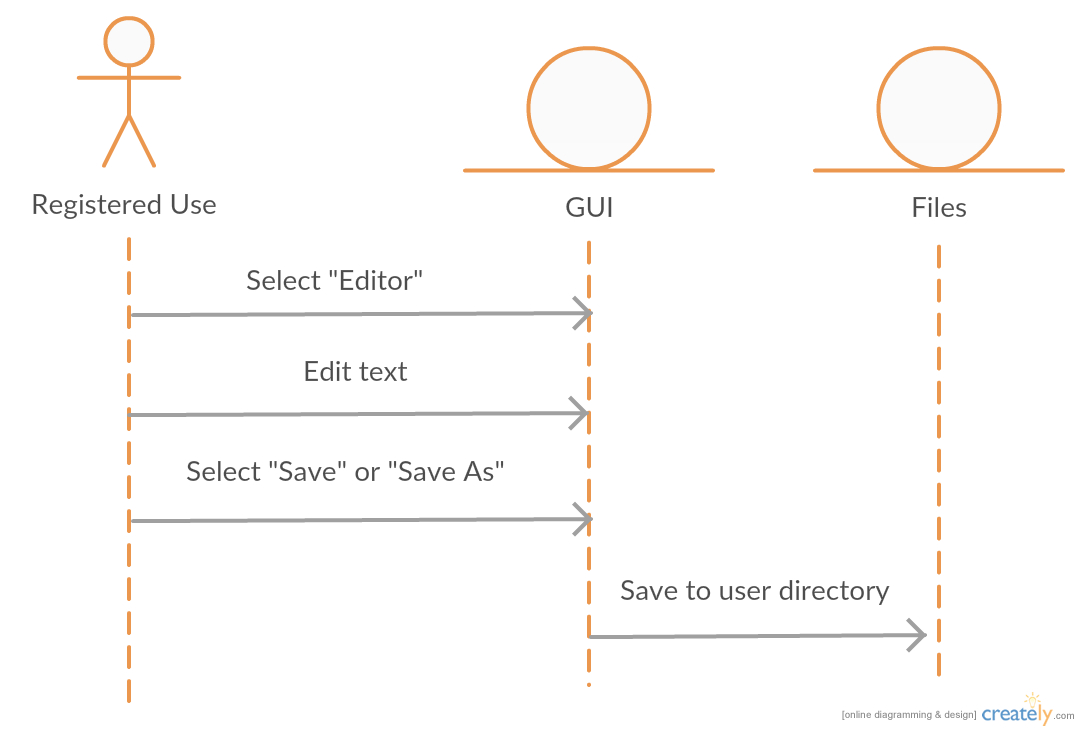 Registered Use
GUI
Files
Select "Editor"
Edit text
Select "Save" or "Save As"
Save to user directory
[online diagramming & design] creately.com